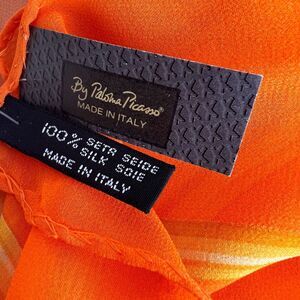 By Paloma Picasso®
MADE IN ITALY
100% SETA SEIDE
% SILK SOIE
MADE IN ITALY